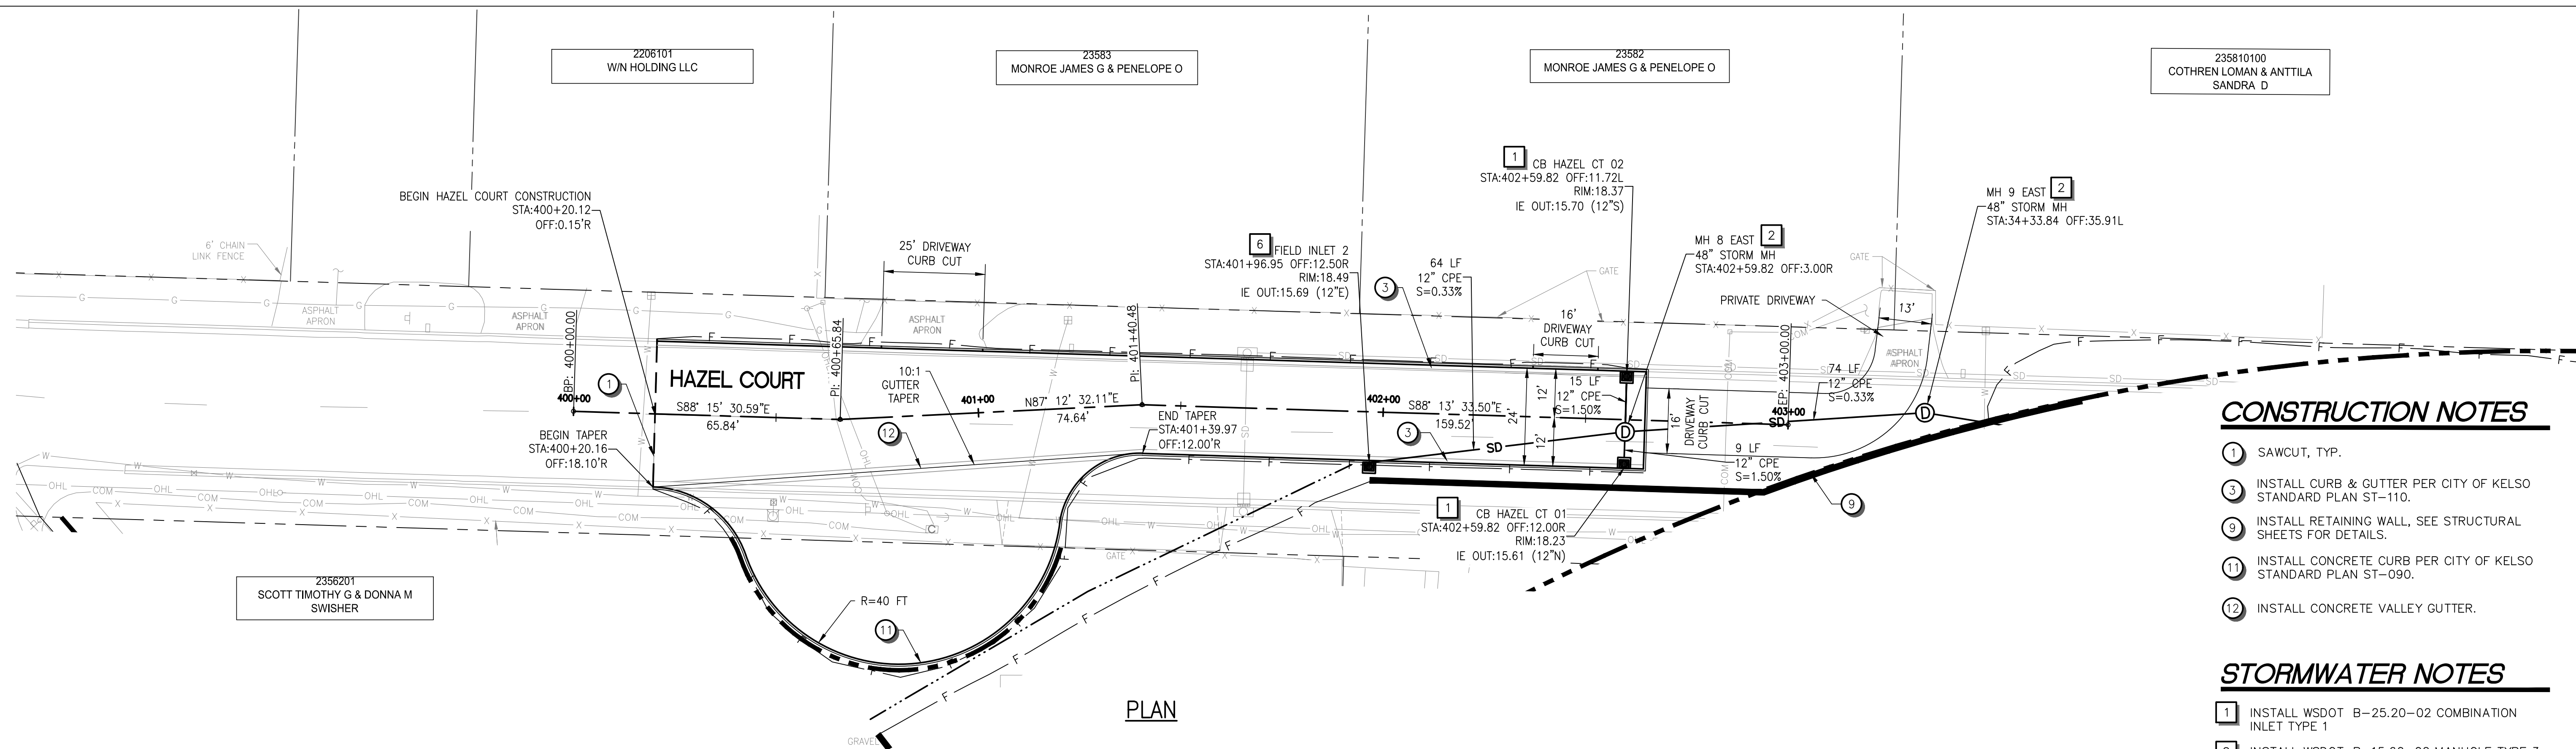 2206101
W/N HOLDING LLC
23583
MONROE JAMES G & PENELOPE O
23582
MONROE JAMES G & PENELOPE O
235810100
COTHREN LOMAN & ANTTILA
SANDRA D
BEGIN HAZEL COURT CONSTRUCTION
STA:400+20.12
OFF:0.15'R
6' CHAIN
LINK FENCE
25' DRIVEWAY
CURB CUT
6
FIELD INLET 2
STA:401+96.95 OFF:12.50R
RIM:18.49
IE OUT:15.69 (12"E)
1
CB HAZEL CT 02
STA:402+59.82 OFF:11.72L
RIM:18.37
IE OUT:15.70 (12"S)
64 LF
12" CPE
S=0.33%
3
GATE
MH 8 EAST 2
48" STORM MH
STA:402+59.82 OFF:3.00R
MH 9 EAST 2
48" STORM MH
STA:34+33.84 OFF:35.91L
GATE
PRIVATE DRIVEWAY
13'
ASPHALT
APRON
ASPHALT
APRON
ASPHALT
APRON
ASPHALT
APRON
16'
DRIVEWAY
CURB CUT
BP: 400+00.00
PI: 400+65.84
PI: 401+40.48
EP: 403+00.00
1
HAZEL COURT
10:1
GUTTER
TAPER
400+00
401+00
402+00
403+00
S88° 15' 30.59"E
65.84'
N87° 12' 32.11"E
74.64'
S88° 13' 33.50"E
159.52'
24'
12'
12'
15 LF
12" CPE
S=1.50%
16'
DRIVEWAY
CURB CUT
74 LF
12" CPE
S=0.33%
D
D
SD
SD
9 LF
12" CPE
S=1.50%
BEGIN TAPER
STA:400+20.16
OFF:18.10'R
12
END TAPER
STA:401+39.97
OFF:12.00'R
3
1
CB HAZEL CT 01
STA:402+59.82 OFF:12.00R
RIM:18.23
IE OUT:15.61 (12"N)
9
GATE
2356201
SCOTT TIMOTHY G & DONNA M
SWISHER
R=40 FT
11
GRAVEL
PLAN
CONSTRUCTION NOTES
1 SAWCUT, TYP.
3 INSTALL CURB & GUTTER PER CITY OF KELSO
STANDARD PLAN ST-110.
9 INSTALL RETAINING WALL, SEE STRUCTURAL
SHEETS FOR DETAILS.
11 INSTALL CONCRETE CURB PER CITY OF KELSO
STANDARD PLAN ST-090.
12 INSTALL CONCRETE VALLEY GUTTER.
STORMWATER NOTES
1 INSTALL WSDOT B-25.20-02 COMBINATION
INLET TYPE 1